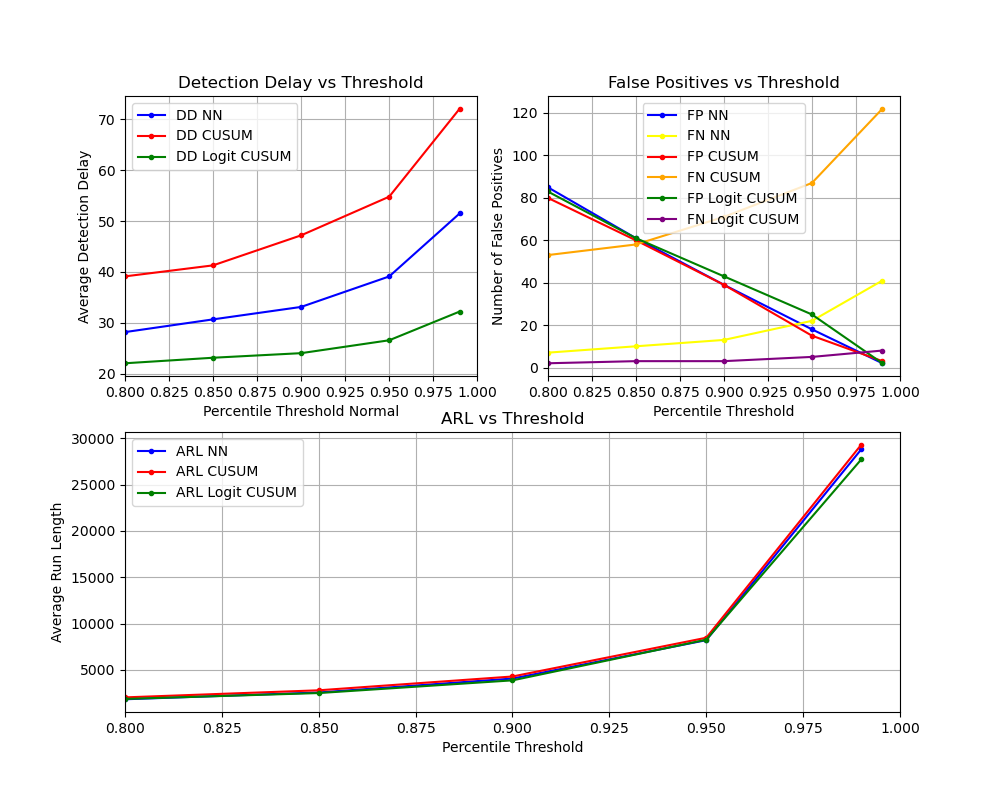 Detection Delay vs Threshold
DD NN
DD CUSUM
DD Logit CUSUM
70
60
50
40
30
20
Average Detection Delay
0.800 0.825 0.850 0.875 0.900 0.925 0.950 0.975 1.000
Percentile Threshold Normal
False Positives vs Threshold
FP NN
FN NN
FP CUSUM
FN CUSUM
FP Logit CUSUM
FN Logit CUSUM
120
100
80
60
40
20
0
Number of False Positives
0.800 0.825 0.850 0.875 0.900 0.925 0.950 0.975 1.000
Percentile Threshold
ARL vs Threshold
ARL NN
ARL CUSUM
ARL Logit CUSUM
30000
25000
20000
15000
10000
5000
Average Run Length
0.800 0.825 0.850 0.875 0.900 0.925 0.950 0.975 1.000
Percentile Threshold